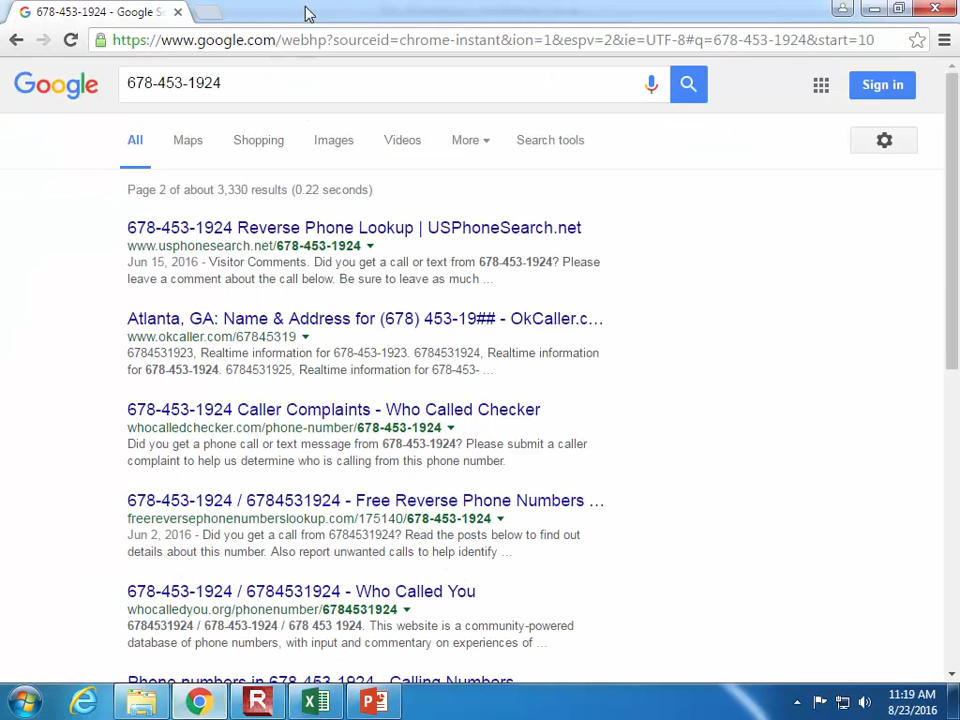 678-453-1924 - Google Se
https://www.google.com/webhp?sourceid=chrome-instant&ion=1&espv=2&ie=UTF-8#q=678-453-1924&start=10
Google
678-453-1924
Sign in
All Maps Shopping Images Videos More Search tools
Page 2 of about 3,330 results (0.22 seconds)
678-453-1924 Reverse Phone Lookup | USPhoneSearch.net
www.usphonesearch.net/678-453-1924
Jun 15, 2016 - Visitor Comments. Did you get a call or text from 678-453-1924? Please
leave a comment about the call below. Be sure to leave as much ...
Atlanta, GA: Name & Address for (678) 453-19## - OkCaller.c...
www.okcaller.com/67845319
6784531923, Realtime information for 678-453-1923. 6784531924, Realtime information
for 678-453-1924. 6784531925, Realtime information for 678-453- ...
678-453-1924 Caller Complaints - Who Called Checker
whocalledchecker.com/phone-number/678-453-1924
Did you get a phone call or text message from 678-453-1924? Please submit a caller
complaint to help us determine who is calling from this phone number.
678-453-1924 / 6784531924 - Free Reverse Phone Numbers ...
freereversephonenumberslookup.com/175140/678-453-1924
Jun 2, 2016 - Did you get a call from 6784531924? Read the posts below to find out
details about this number. Also report unwanted calls to help identify ...
678-453-1924 / 6784531924 - Who Called You
whocalledyou.org/phonenumber/6784531924
6784531924 / 678-453-1924 / 678 453 1924. This website is a community-powered
database of phone numbers, with input and commentary on experiences of ...
Phone numbers in 678-453-1924 - Calling Numbers
11:19 AM
8/23/2016